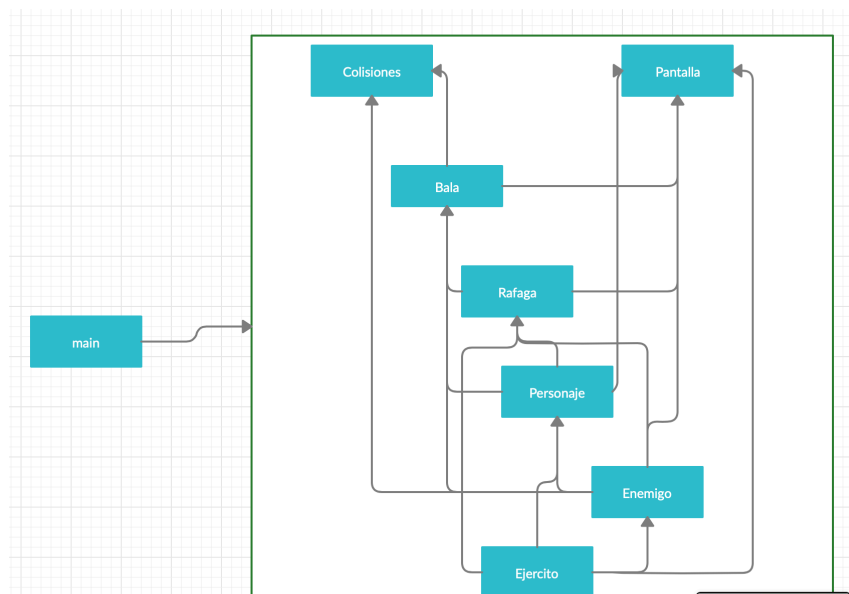 Colisiones
Pantalla
Bala
Rafaga
main
Personaje
Enemigo
Ejercito